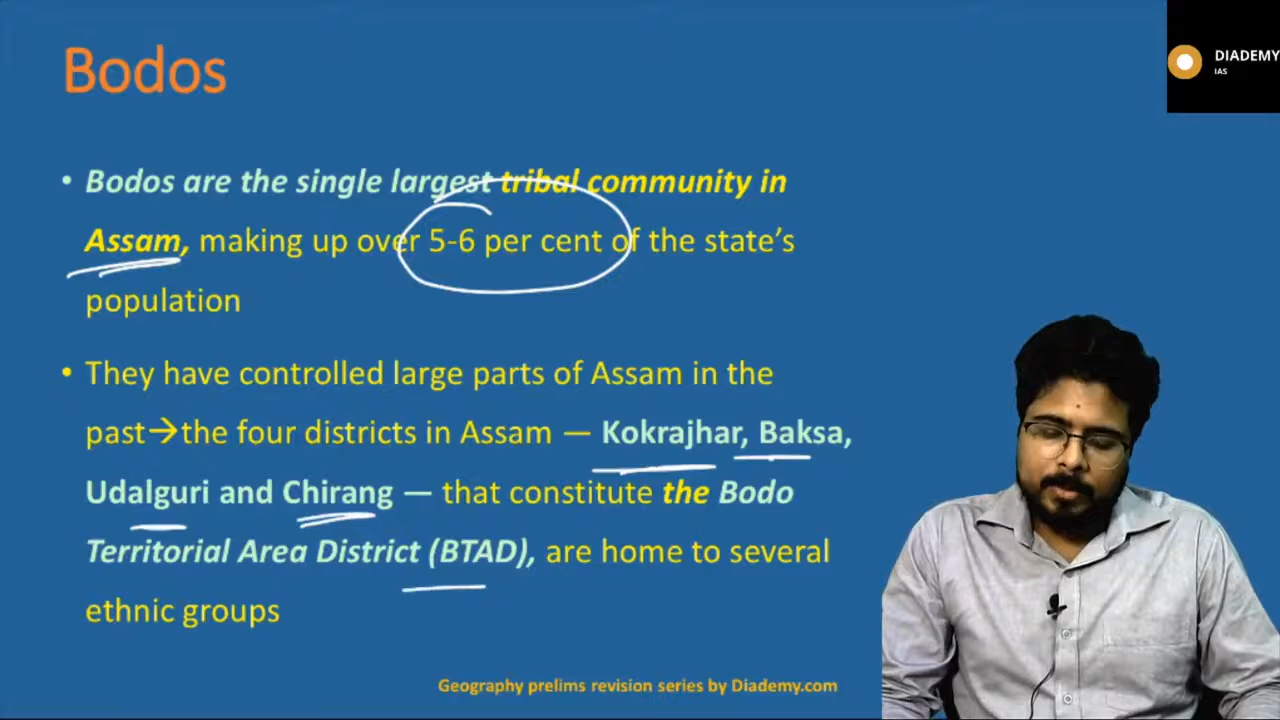 Bodos
DIADEMY
IAS
• Bodos are the single largest tribal community in
Assam, making up over 5-6 per cent of the state’s
population
• They have controlled large parts of Assam in the
past→the four districts in Assam — Kokrajhar, Baksa,
Udalguri and Chirang — that constitute the Bodo
Territorial Area District (BTAD), are home to several
ethnic groups
Geography prelims revision series by Diademy.com